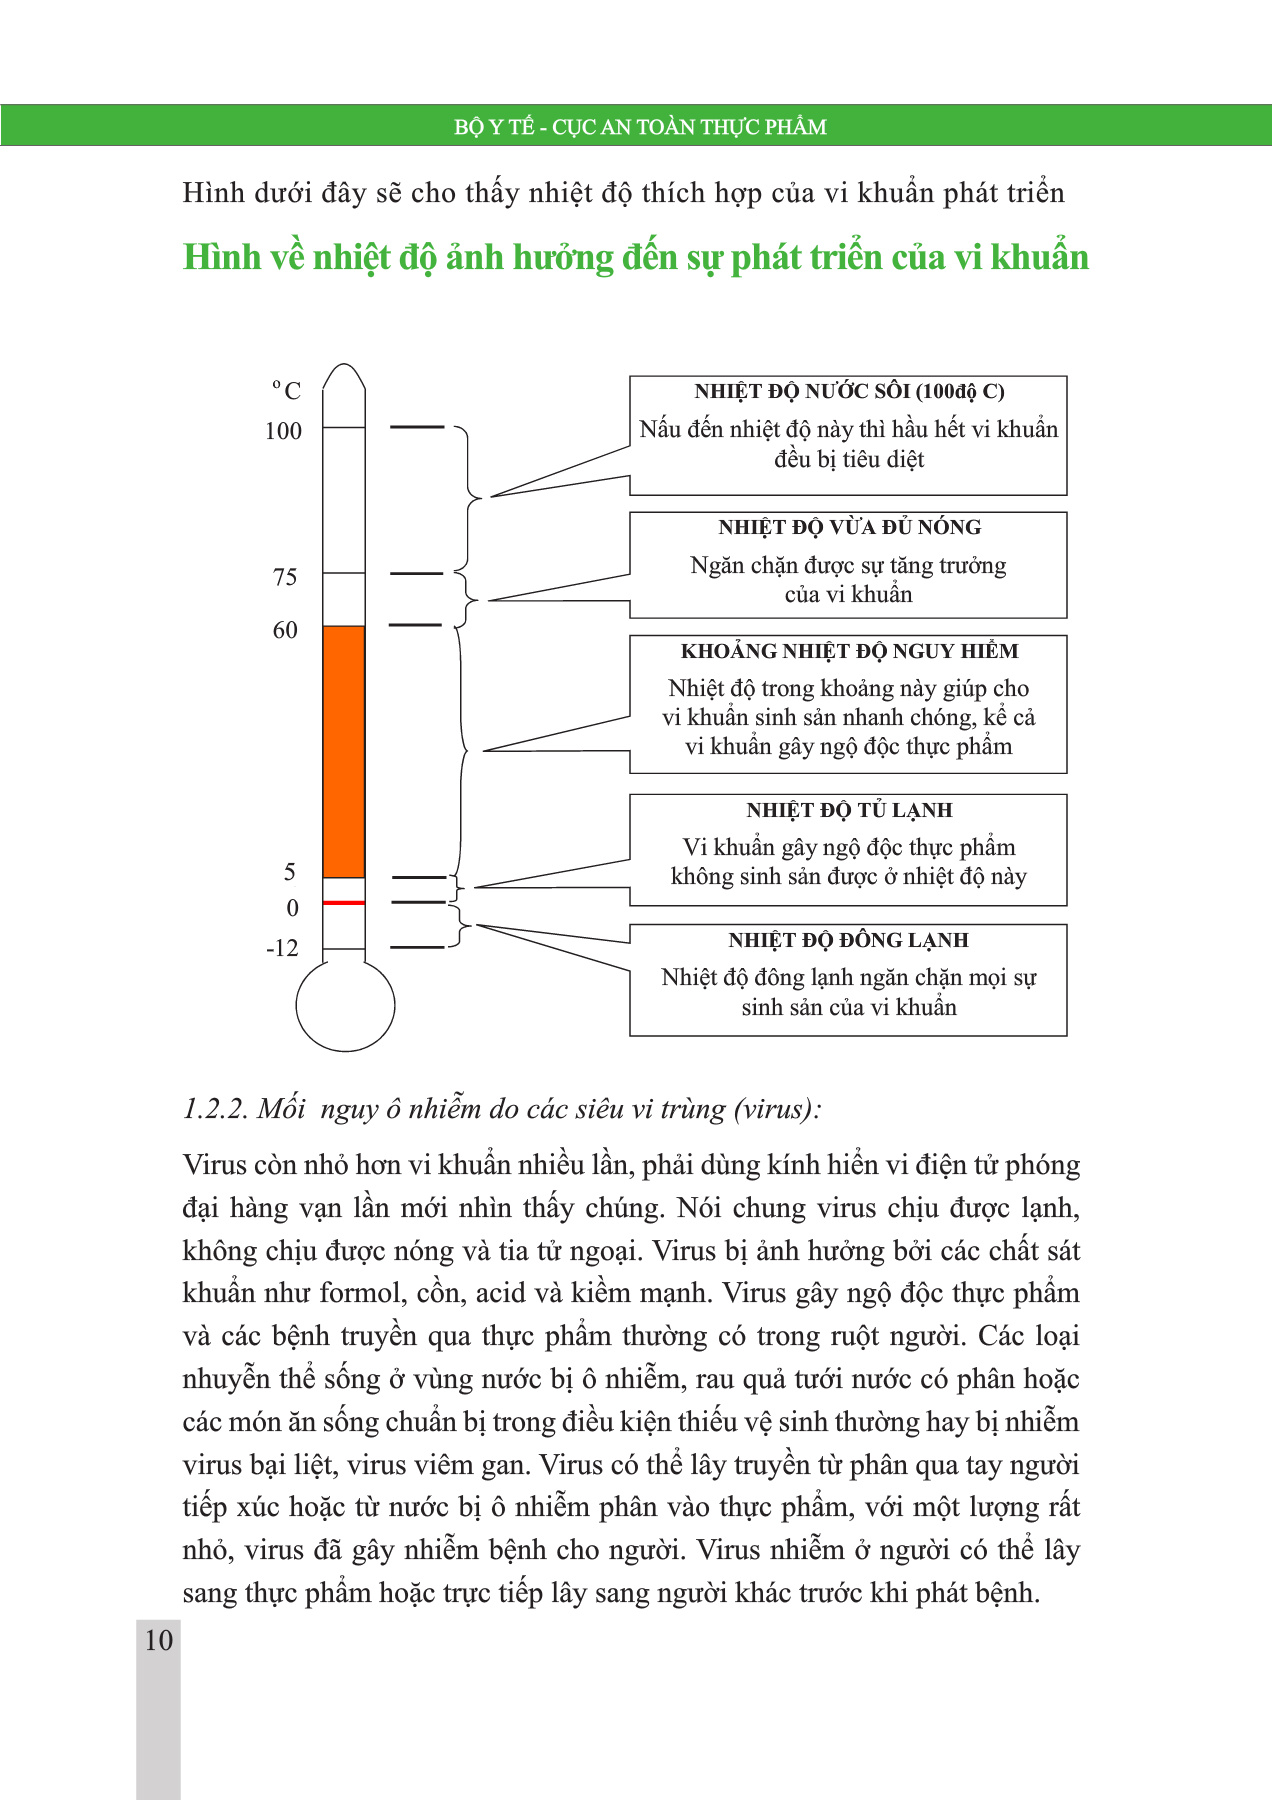 BỘ Y TẾ - CỤC AN TOÀN THỰC PHẨM
Hình dưới đây sẽ cho thấy nhiệt độ thích hợp của vi khuẩn phát triển
Hình về nhiệt độ ảnh hưởng đến sự phát triển của vi khuẩn
º C
100
75
60
5
0
-12
NHIỆT ĐỘ NƯỚC SÔI (100độ C)
Nấu đến nhiệt độ này thì hầu hết vi khuẩn
đều bị tiêu diệt
NHIỆT ĐỘ VỪA ĐỦ NÓNG
Ngăn chặn được sự tăng trưởng
của vi khuẩn
KHOẢNG NHIỆT ĐỘ NGUY HIỂM
Nhiệt độ trong khoảng này giúp cho
vi khuẩn sinh sản nhanh chóng, kể cả
vi khuẩn gây ngộ độc thực phẩm
NHIỆT ĐỘ TỦ LẠNH
Vi khuẩn gây ngộ độc thực phẩm
không sinh sản được ở nhiệt độ này
NHIỆT ĐỘ ĐÔNG LẠNH
Nhiệt độ đông lạnh ngăn chặn mọi sự
sinh sản của vi khuẩn
1.2.2. Mối nguy ô nhiễm do các siêu vi trùng (virus):
Virus còn nhỏ hơn vi khuẩn nhiều lần, phải dùng kính hiển vi điện tử phóng
đại hàng vạn lần mới nhìn thấy chúng. Nói chung virus chịu được lạnh,
không chịu được nóng và tia tử ngoại. Virus bị ảnh hưởng bởi các chất sát
khuẩn như formol, cồn, acid và kiềm mạnh. Virus gây ngộ độc thực phẩm
và các bệnh truyền qua thực phẩm thường có trong ruột người. Các loại
nhuyễn thể sống ở vùng nước bị ô nhiễm, rau quả tưới nước có phân hoặc
các món ăn sống chuẩn bị trong điều kiện thiếu vệ sinh thường hay bị nhiễm
virus bại liệt, virus viêm gan. Virus có thể lây truyền từ phân qua tay người
tiếp xúc hoặc từ nước bị ô nhiễm phân vào thực phẩm, với một lượng rất
nhỏ, virus đã gây nhiễm bệnh cho người. Virus nhiễm ở người có thể lây
sang thực phẩm hoặc trực tiếp lây sang người khác trước khi phát bệnh.
10